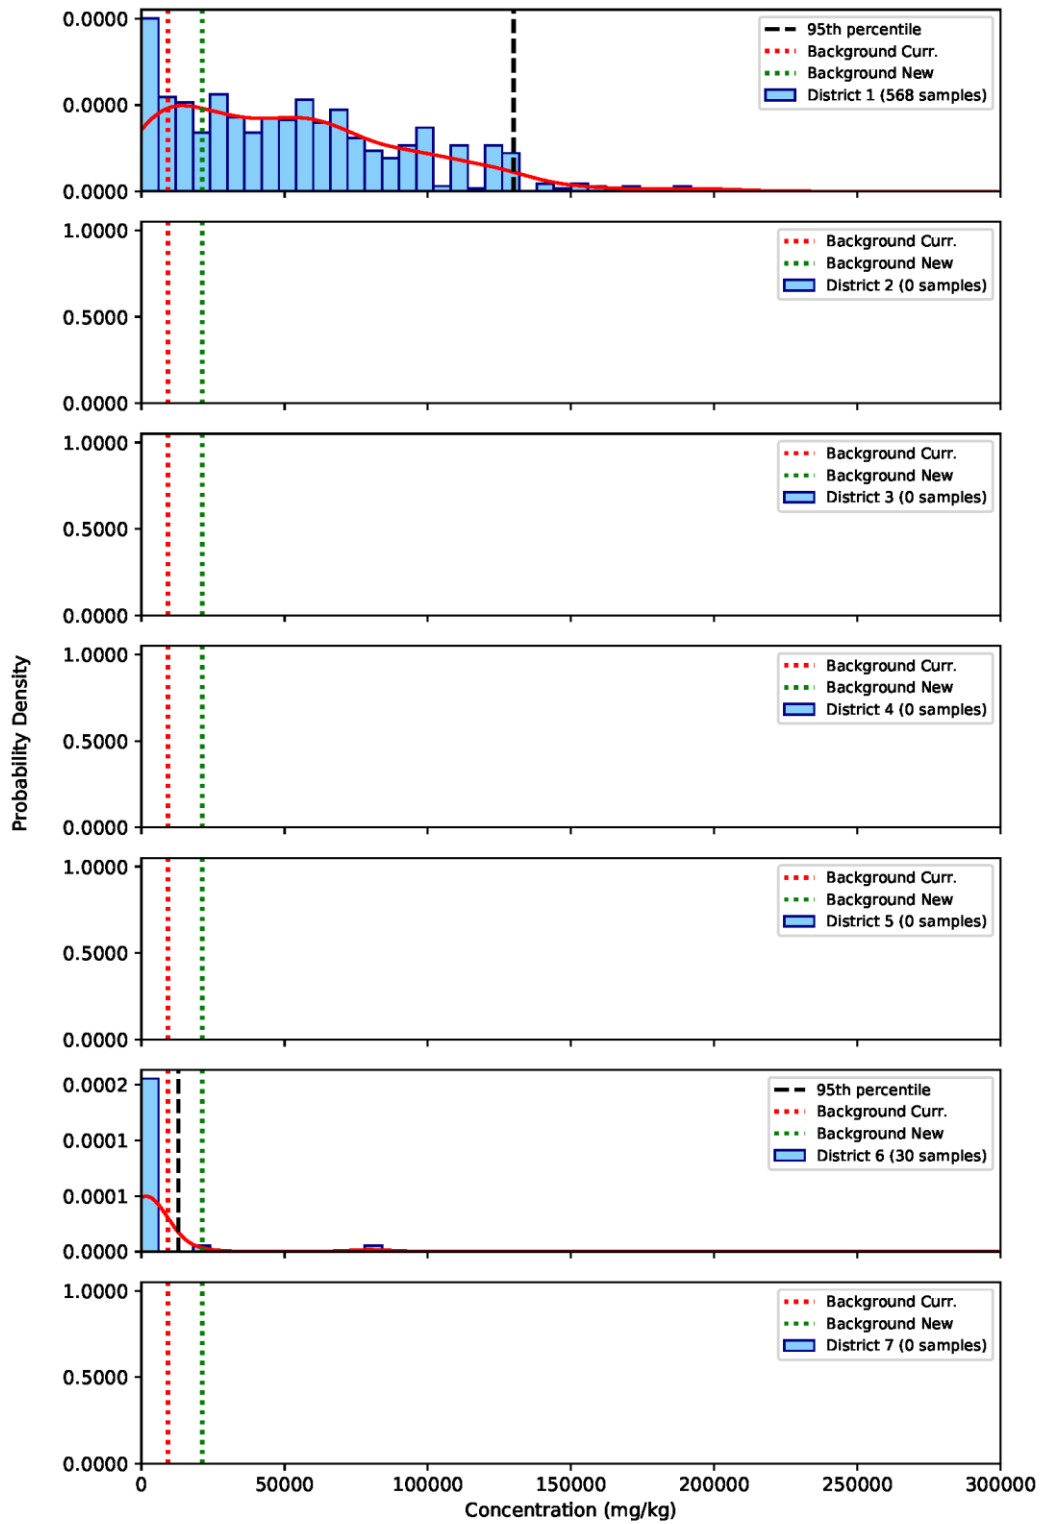 0.0000
0.0000
0.0000
95th percentile
Background Curr.
Background New
District 1 (568 samples)
1.0000
0.5000
0.0000
Background Curr.
Background New
District 2 (0 samples)
1.0000
0.5000
0.0000
Background Curr.
Background New
District 3 (0 samples)
Probability Density
1.0000
0.5000
0.0000
Background Curr.
Background New
District 4 (0 samples)
1.0000
0.5000
0.0000
Background Curr.
Background New
District 5 (0 samples)
0.0002
0.0001
0.0001
0.0000
95th percentile
Background Curr.
Background New
District 6 (30 samples)
1.0000
0.5000
0.0000
Background Curr.
Background New
District 7 (0 samples)
0 50000 100000 150000 200000 250000 300000
Concentration (mg/kg)